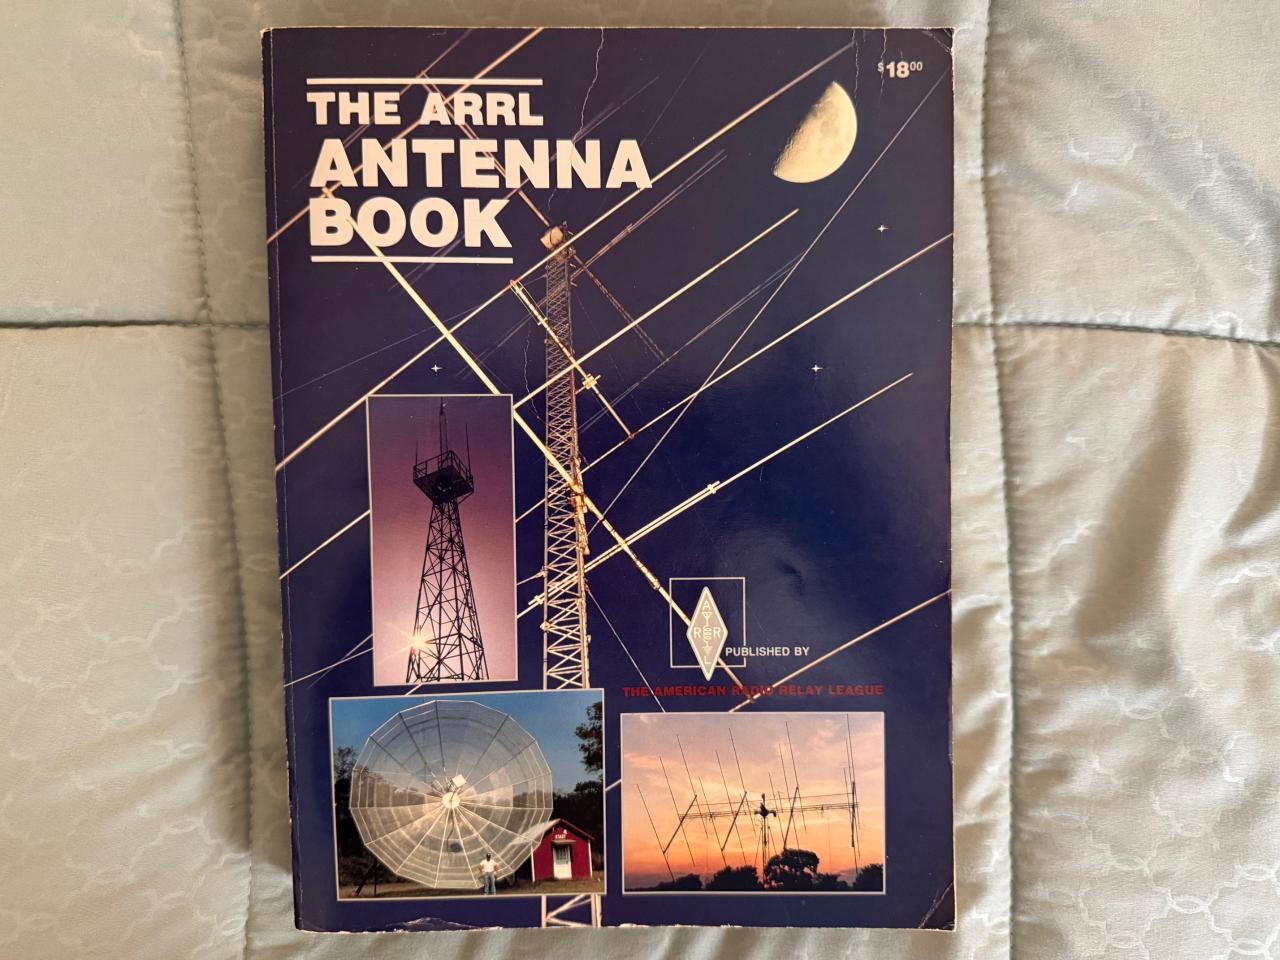 $18.00
THE ARRL
ANTENNA
BOOK
A
R R
L
PUBLISHED BY
THE AMERICAN RADIO RELAY LEAGUE